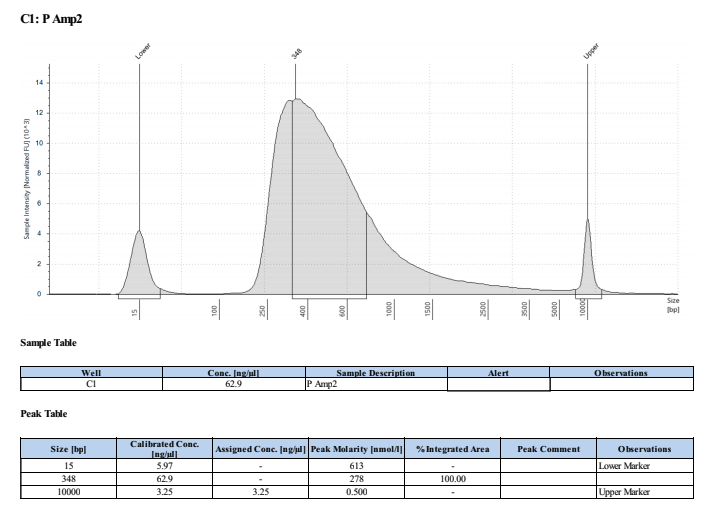 C1: P Amp2
Lower
348
Upper
Sample Intensity [Normalized FU] (10^3)
14
12
10
8
6
4
2
0
15
100
250
400
600
1000
1500
2500
3500
5000
10000
Size
[bp]
Sample Table
Well Conc. [ng/µl] Sample Description Alert Observations
C1 62.9 P Amp2
Peak Table
Size [bp] Calibrated Conc. [ng/µl] Assigned Conc. [ng/µl] Peak Molarity [nmol/l] % Integrated Area Peak Comment Observations
15 5.97 - 613 - Lower Marker
348 62.9 - 278 100.00
10000 3.25 3.25 0.500 - Upper Marker